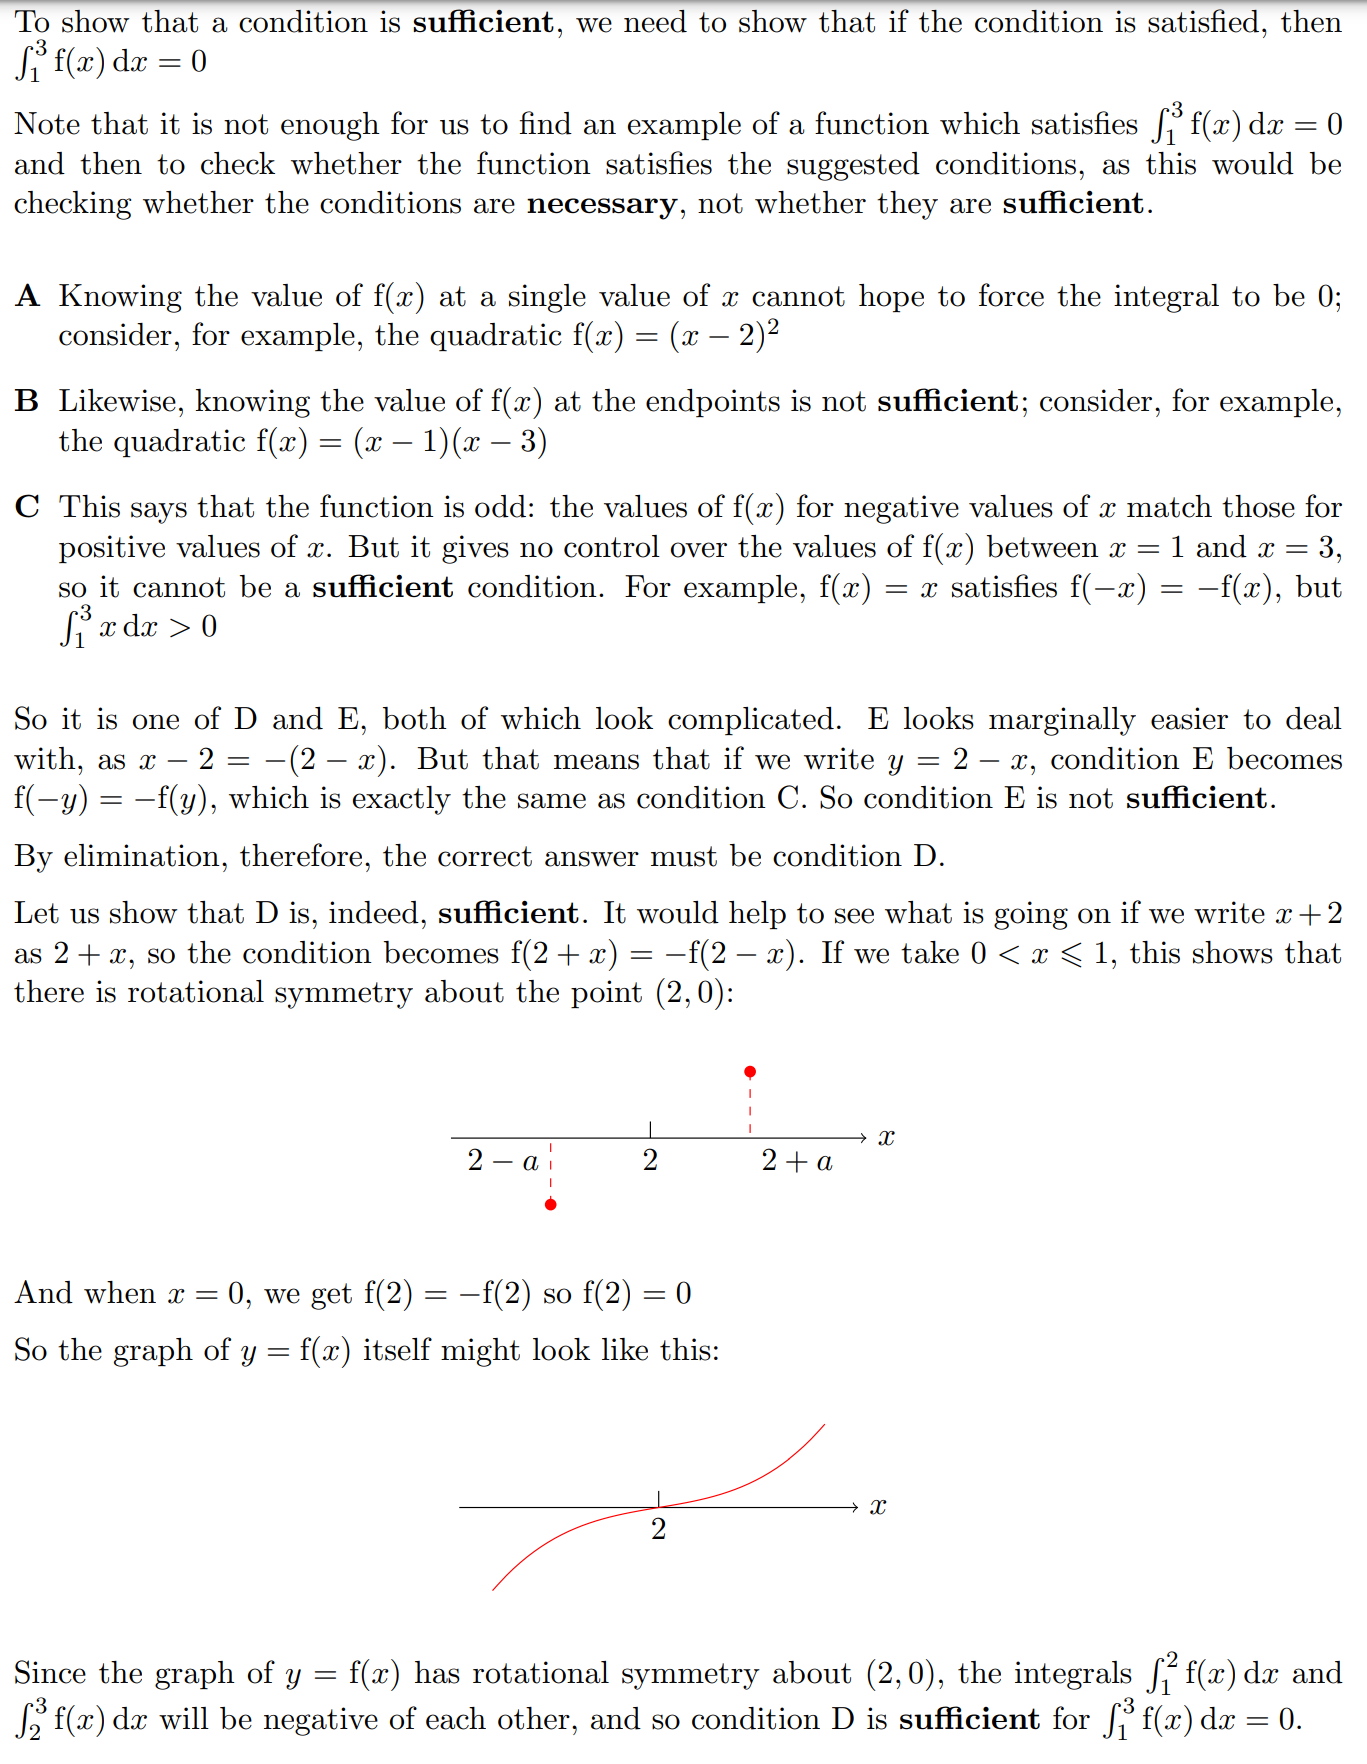 To show that a condition is sufficient, we need to show that if the condition is satisfied, then
∫₁³ f(x) dx = 0
Note that it is not enough for us to find an example of a function which satisfies ∫₁³ f(x) dx = 0
and then to check whether the function satisfies the suggested conditions, as this would be
checking whether the conditions are necessary, not whether they are sufficient.
A Knowing the value of f(x) at a single value of x cannot hope to force the integral to be 0;
consider, for example, the quadratic f(x) = (x − 2)²
B Likewise, knowing the value of f(x) at the endpoints is not sufficient; consider, for example,
the quadratic f(x) = (x − 1)(x − 3)
C This says that the function is odd: the values of f(x) for negative values of x match those for
positive values of x. But it gives no control over the values of f(x) between x = 1 and x = 3,
so it cannot be a sufficient condition. For example, f(x) = x satisfies f(−x) = −f(x), but
∫₁³ x dx > 0
So it is one of D and E, both of which look complicated. E looks marginally easier to deal
with, as x − 2 = −(2 − x). But that means that if we write y = 2 − x, condition E becomes
f(−y) = −f(y), which is exactly the same as condition C. So condition E is not sufficient.
By elimination, therefore, the correct answer must be condition D.
Let us show that D is, indeed, sufficient. It would help to see what is going on if we write x + 2
as 2 + x, so the condition becomes f(2 + x) = −f(2 − x). If we take 0 < x ⩽ 1, this shows that
there is rotational symmetry about the point (2, 0):
x
2 − a 2 2 + a
And when x = 0, we get f(2) = −f(2) so f(2) = 0
So the graph of y = f(x) itself might look like this:
x
2
Since the graph of y = f(x) has rotational symmetry about (2, 0), the integrals ∫₁² f(x) dx and
∫₂³ f(x) dx will be negative of each other, and so condition D is sufficient for ∫₁³ f(x) dx = 0.